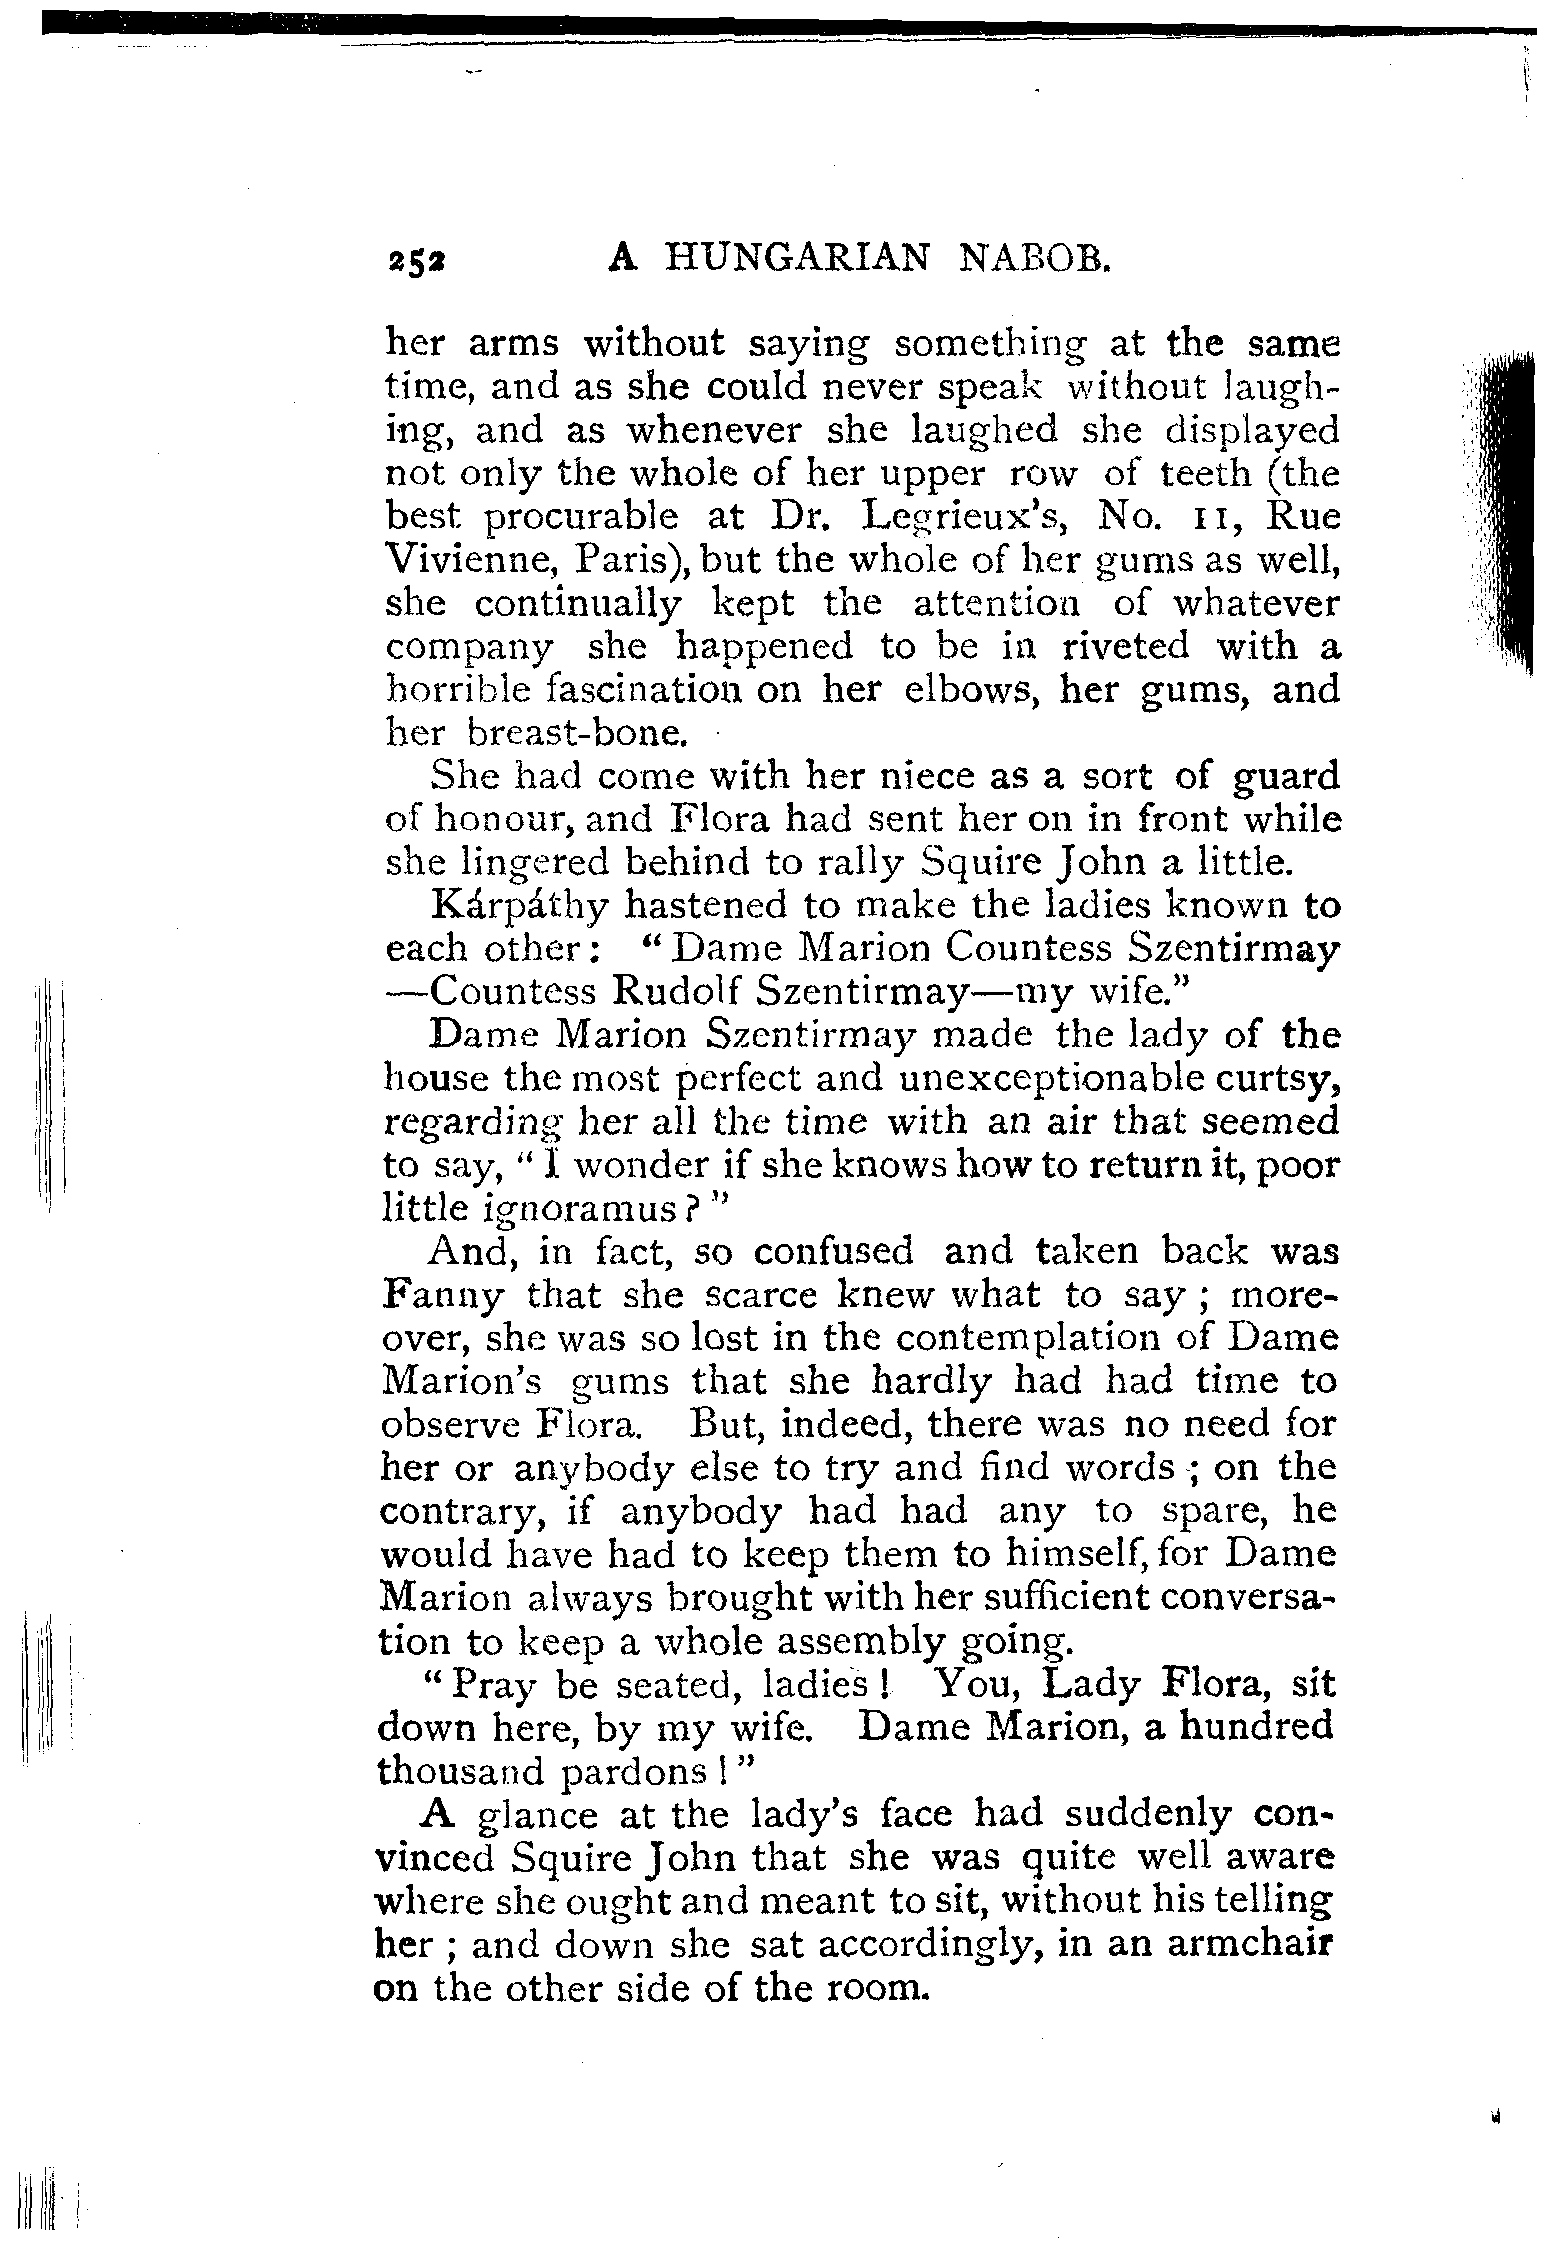 252 A HUNGARIAN NABOB.
her arms without saying something at the same
time, and as she could never speak without laugh-
ing, and as whenever she laughed she displayed
not only the whole of her upper row of teeth (the
best procurable at Dr. Legrieux's, No. 11, Rue
Vivienne, Paris), but the whole of her gums as well,
she continually kept the attention of whatever
company she happened to be in riveted with a
horrible fascination on her elbows, her gums, and
her breast-bone.
She had come with her niece as a sort of guard
of honour, and Flora had sent her on in front while
she lingered behind to rally Squire John a little.
Kárpáthy hastened to make the ladies known to
each other: "Dame Marion Countess Szentirmay
—Countess Rudolf Szentirmay—my wife."
Dame Marion Szentirmay made the lady of the
house the most perfect and unexceptionable curtsy,
regarding her all the time with an air that seemed
to say, "I wonder if she knows how to return it, poor
little ignoramus?"
And, in fact, so confused and taken back was
Fanny that she scarce knew what to say; more-
over, she was so lost in the contemplation of Dame
Marion's gums that she hardly had had time to
observe Flora. But, indeed, there was no need for
her or anybody else to try and find words; on the
contrary, if anybody had had any to spare, he
would have had to keep them to himself, for Dame
Marion always brought with her sufficient conversa-
tion to keep a whole assembly going.
"Pray be seated, ladies! You, Lady Flora, sit
down here, by my wife. Dame Marion, a hundred
thousand pardons!"
A glance at the lady's face had suddenly con-
vinced Squire John that she was quite well aware
where she ought and meant to sit, without his telling
her; and down she sat accordingly, in an armchair
on the other side of the room.